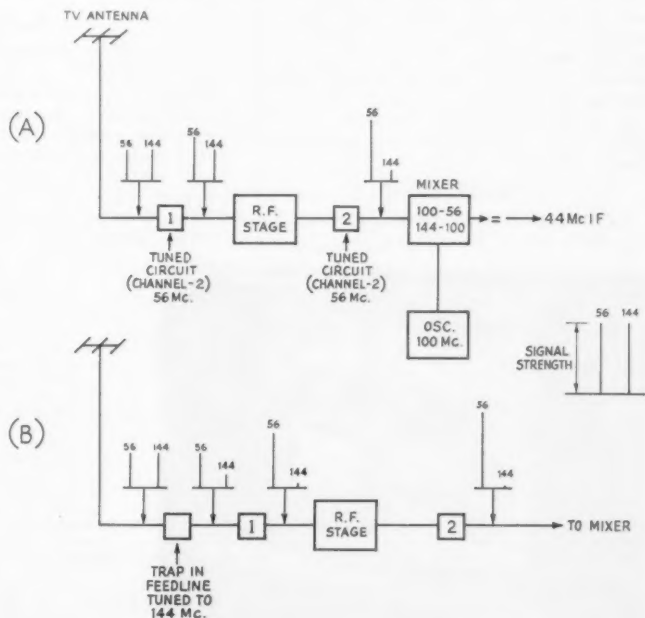 TV ANTENNA
(A)
56 144
56 144
56
144
1
R.F.
STAGE
2
MIXER
100-56
144-100
= 44 Mc IF
TUNED
CIRCUIT
(CHANNEL-2)
56 Mc.
TUNED
CIRCUIT
(CHANNEL-2)
56 Mc.
OSC.
100 Mc.
56 144
SIGNAL
STRENGTH
(B)
56 144
56
144
56
144
56
144
1
R.F.
STAGE
2
TO MIXER
TRAP IN
FEEDLINE
TUNED TO
144 Mc.